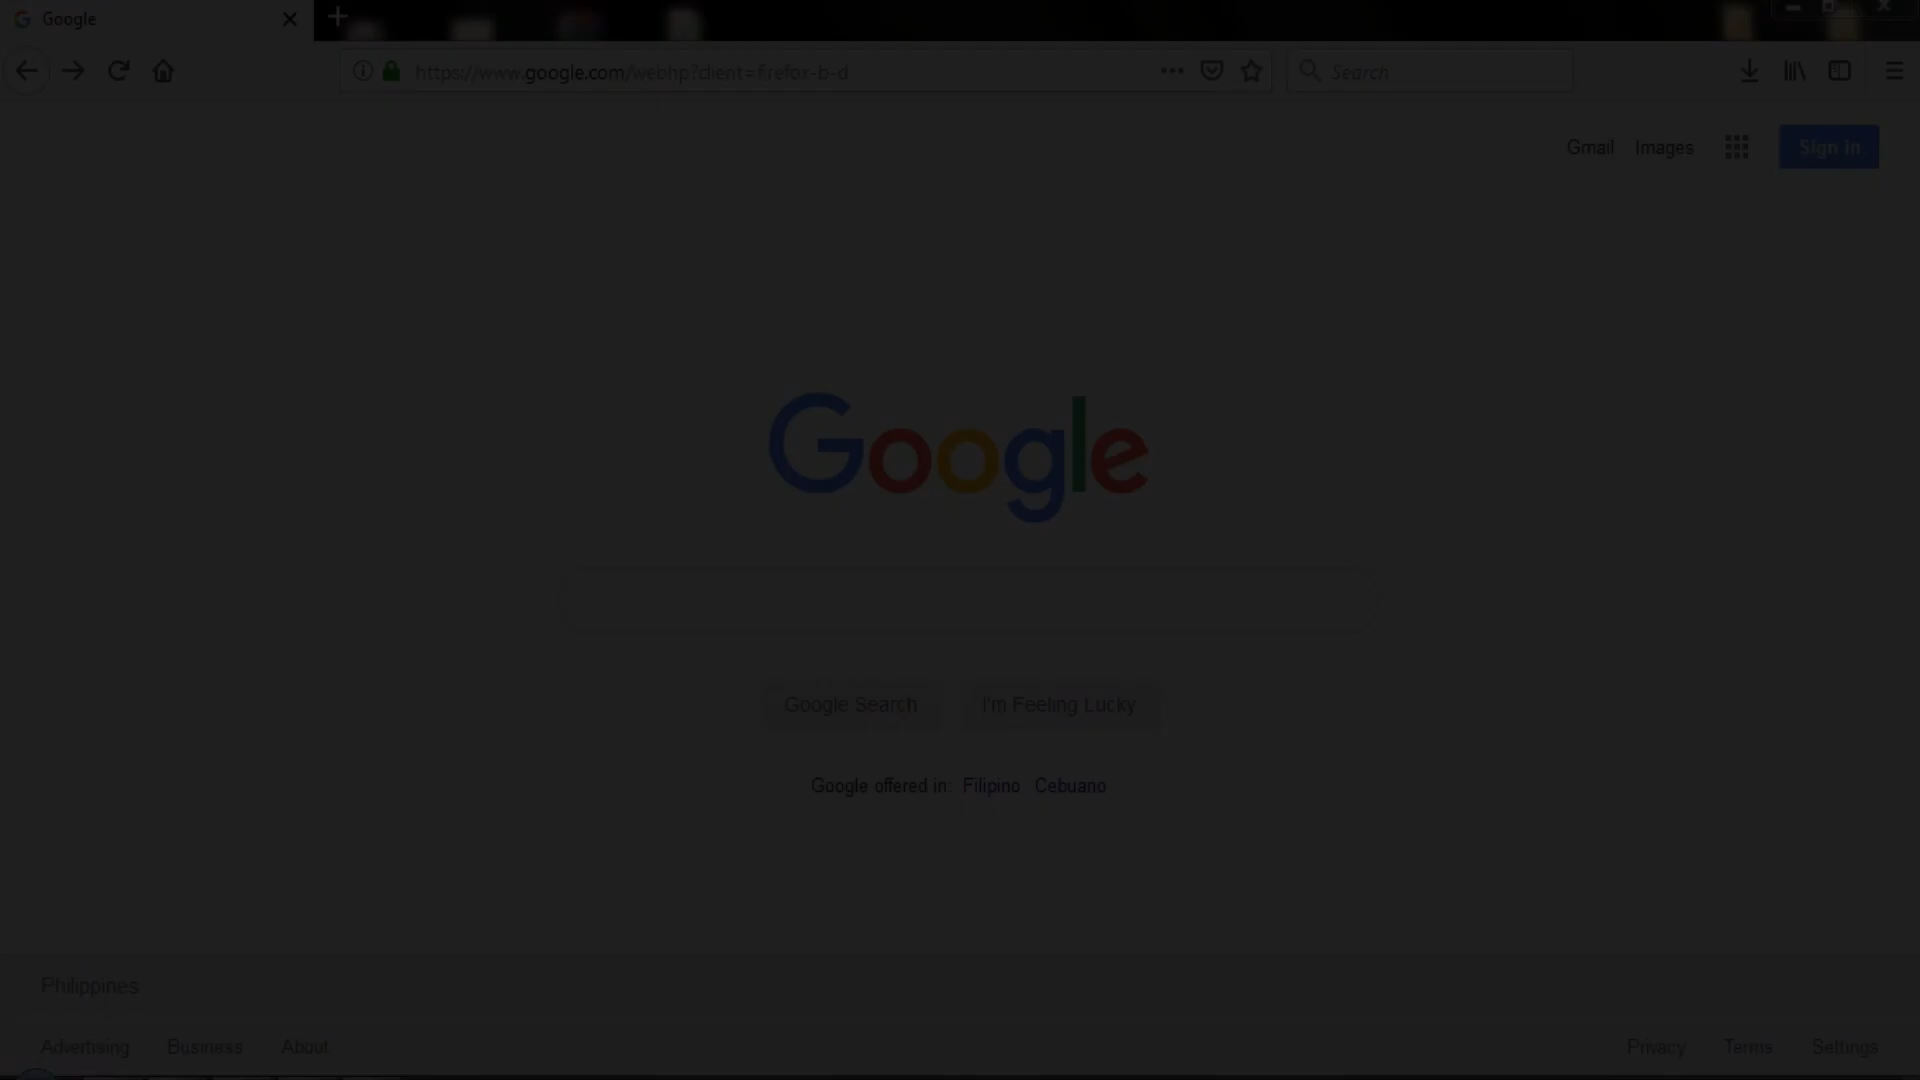 Google
https://www.google.com/webhp?client=firefox-b-d
Search
Gmail Images Sign in
Google
Google Search I'm Feeling Lucky
Google offered in: Filipino Cebuano
Philippines
Advertising Business About Privacy Terms Settings